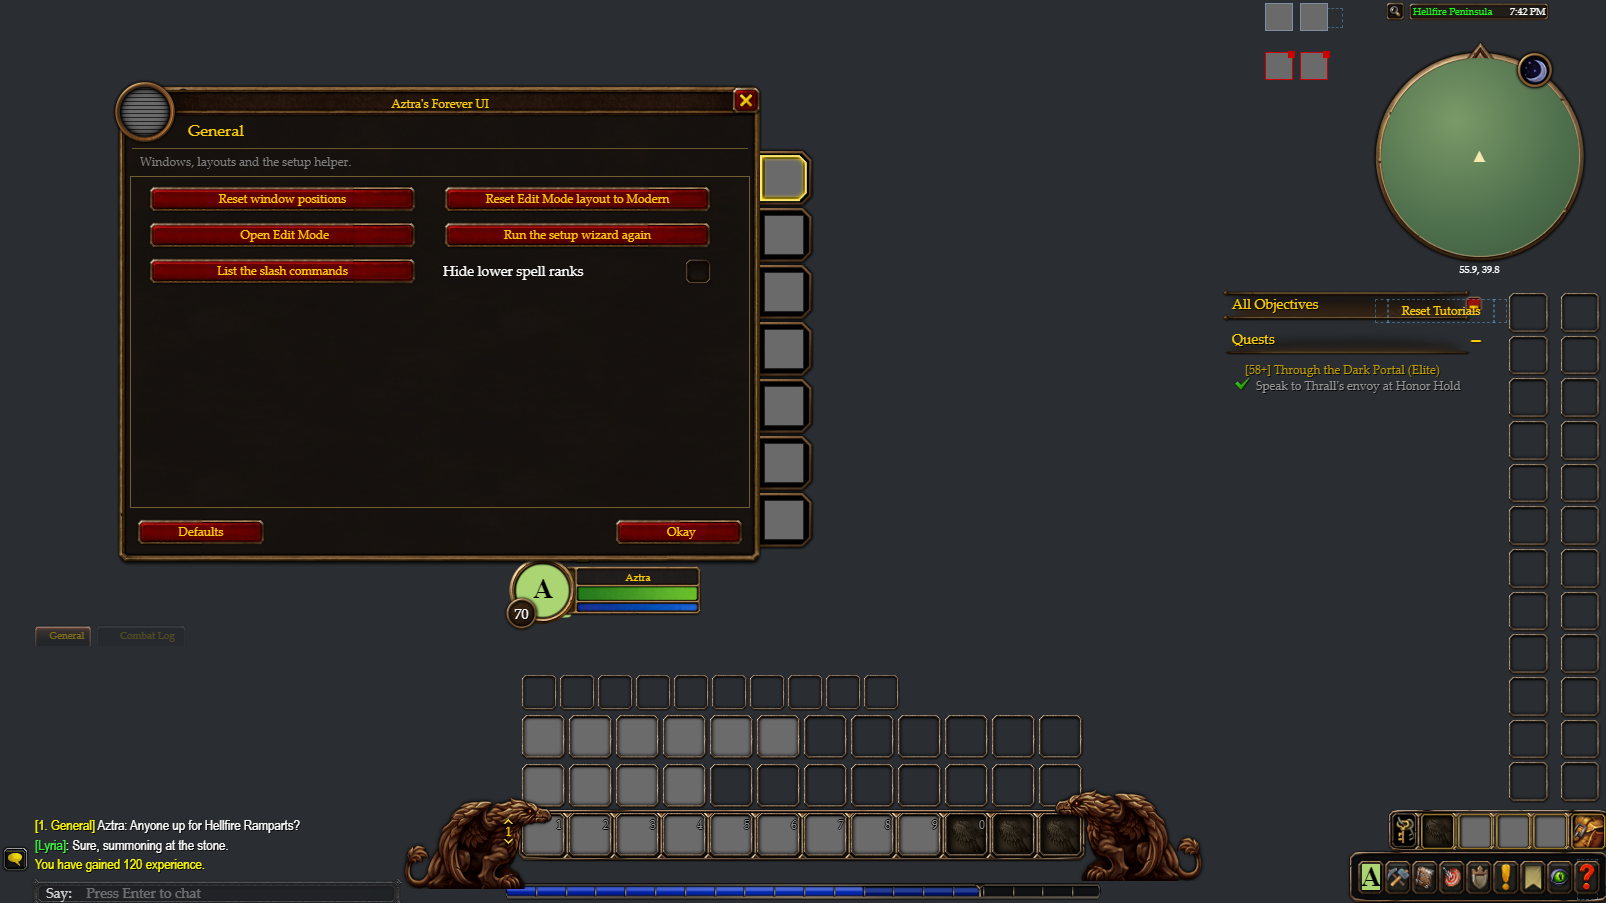 Hellfire Peninsula 7:42 PM
Aztra's Forever UI
General
Windows, layouts and the setup helper.
Reset window positions
Reset Edit Mode layout to Modern
Open Edit Mode
Run the setup wizard again
List the slash commands
Hide lower spell ranks
Defaults
Okay
55.9, 39.8
All Objectives
Reset Tutorials
Quests
[58+] Through the Dark Portal (Elite)
Speak to Thrall's envoy at Honor Hold
A
Aztra
70
General
Combat Log
[1. General] Aztra: Anyone up for Hellfire Ramparts?
[Lyria]: Sure, summoning at the stone.
You have gained 120 experience.
Say: Press Enter to chat
1
1 2 3 4 5 6 7 8 9 0
A